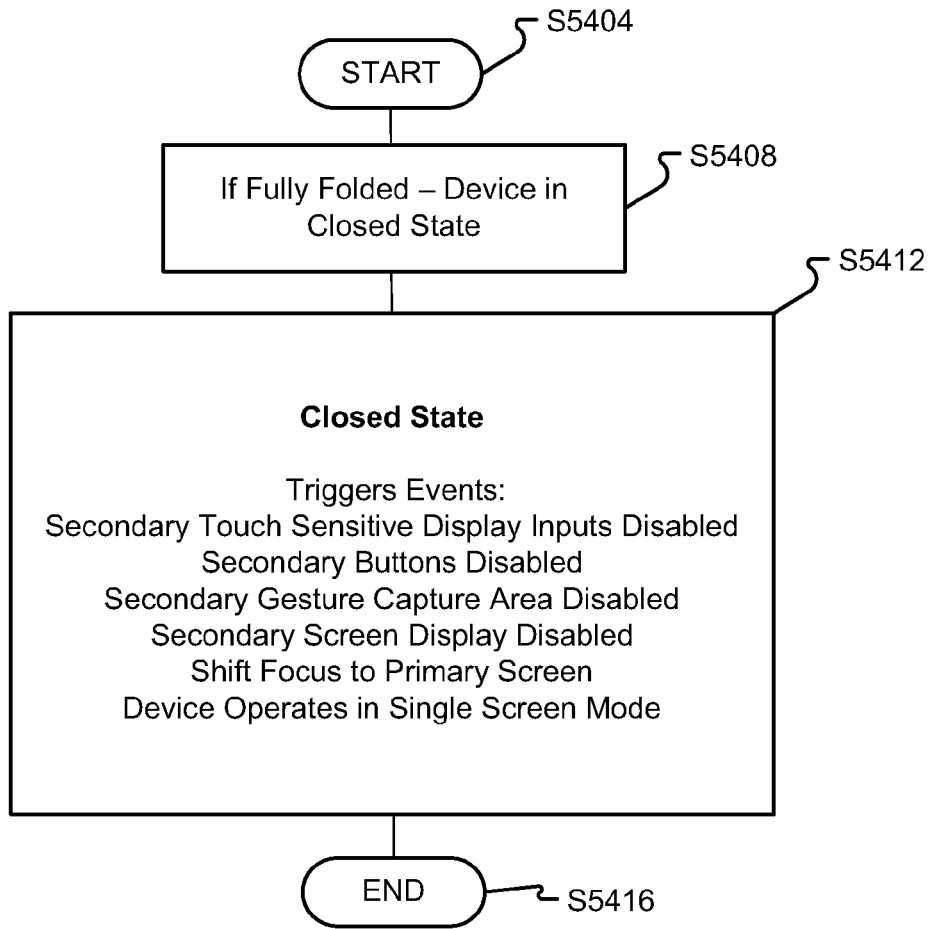 S5404
START
S5408
If Fully Folded – Device in
Closed State
S5412
Closed State
Triggers Events:
Secondary Touch Sensitive Display Inputs Disabled
Secondary Buttons Disabled
Secondary Gesture Capture Area Disabled
Secondary Screen Display Disabled
Shift Focus to Primary Screen
Device Operates in Single Screen Mode
END
S5416